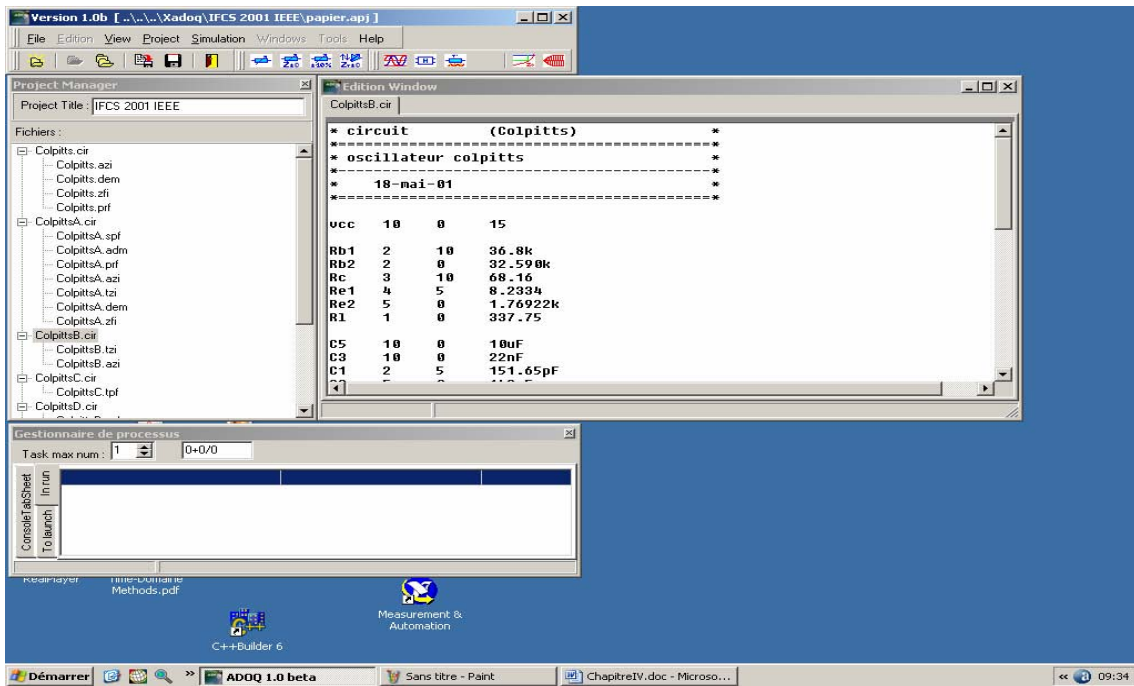 Version 1.0b [ ..\..\..\Xadoq\IFCS 2001 IEEE\papier.apj ]
File Edition View Project Simulation Windows Tools Help
Project Manager
Project Title : IFCS 2001 IEEE
Fichiers :
Colpitts.cir
Colpitts.azi
Colpitts.dem
Colpitts.zfi
Colpitts.prf
ColpittsA.cir
ColpittsA.spf
ColpittsA.adm
ColpittsA.prf
ColpittsA.azi
ColpittsA.tzi
ColpittsA.dem
ColpittsA.zfi
ColpittsB.cir
ColpittsB.tzi
ColpittsB.azi
ColpittsC.cir
ColpittsC.tpf
ColpittsD.cir
Edition Window
ColpittsB.cir
* circuit (Colpitts) *
*=============================================*
* oscillateur colpitts *
*---------------------------------------------*
* 18-mai-01 *
*=============================================*
vcc 10 0 15
Rb1 2 10 36.8k
Rb2 2 0 32.590k
Rc 3 10 68.16
Re1 4 5 8.2334
Re2 5 0 1.76922k
Rl 1 0 337.75
C5 10 0 10uF
C3 10 0 22nF
C1 2 5 151.65pF
Gestionnaire de processus
Task max num : 1 0+0/0
ConsoleTabSheet
In run
To launch
RealPlayer
Time-Domaine
Methods.pdf
Measurement &
Automation
C++Builder 6
Démarrer » ADOQ 1.0 beta Sans titre - Paint ChapitreIV.doc - Microso... « 09:34